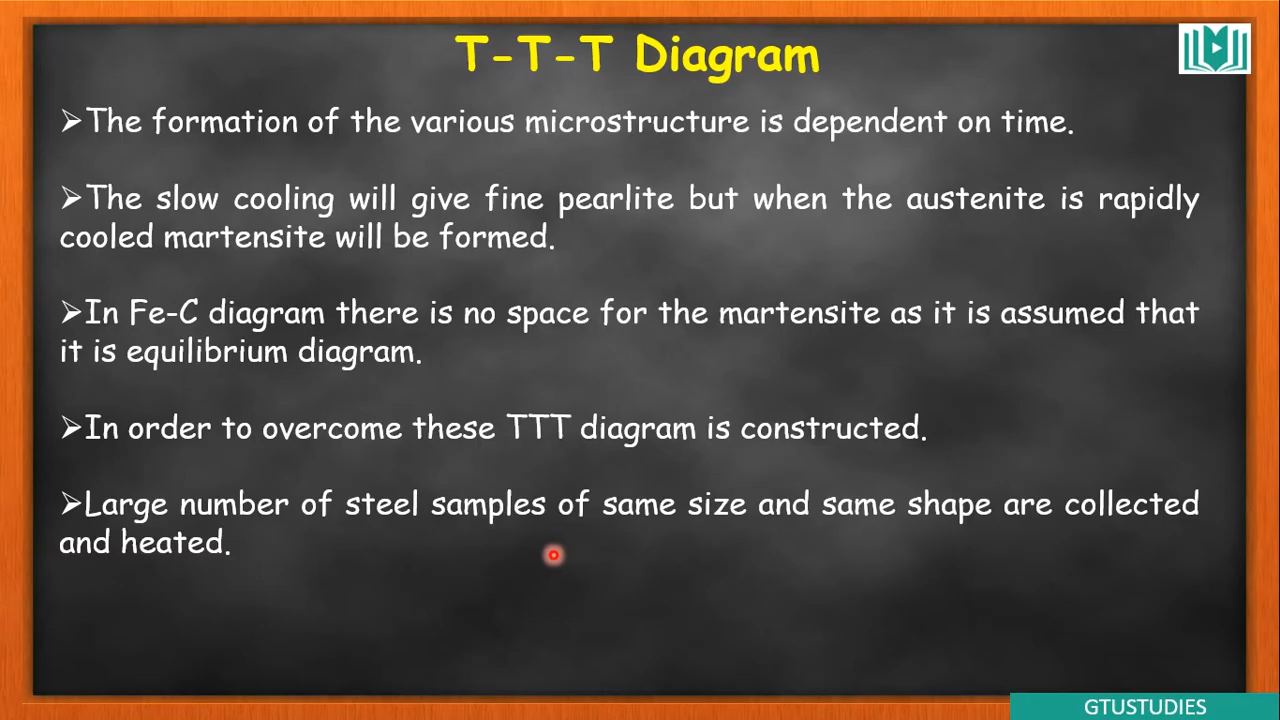 T-T-T Diagram
➢The formation of the various microstructure is dependent on time.
➢The slow cooling will give fine pearlite but when the austenite is rapidly
cooled martensite will be formed.
➢In Fe-C diagram there is no space for the martensite as it is assumed that
it is equilibrium diagram.
➢In order to overcome these TTT diagram is constructed.
➢Large number of steel samples of same size and same shape are collected
and heated.
GTUSTUDIES